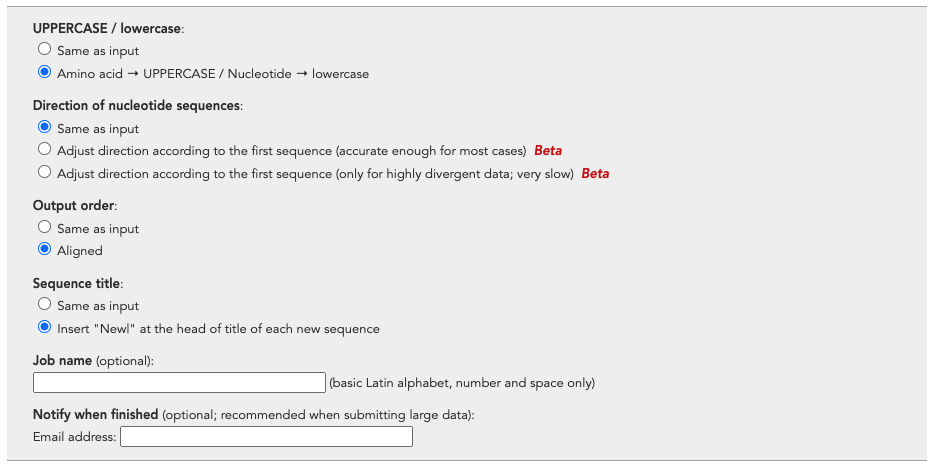 UPPERCASE / lowercase:
Same as input
Amino acid → UPPERCASE / Nucleotide → lowercase
Direction of nucleotide sequences:
Same as input
Adjust direction according to the first sequence (accurate enough for most cases) Beta
Adjust direction according to the first sequence (only for highly divergent data; very slow) Beta
Output order:
Same as input
Aligned
Sequence title:
Same as input
Insert "New|" at the head of title of each new sequence
Job name (optional):
(basic Latin alphabet, number and space only)
Notify when finished (optional; recommended when submitting large data):
Email address: